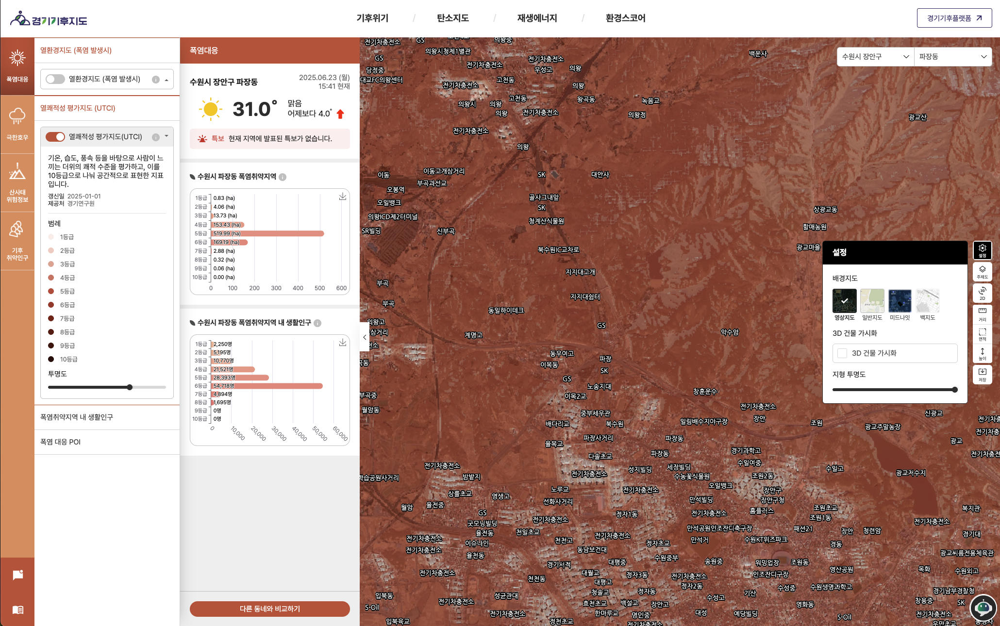 경기기후지도
기후위기 / 탄소지도 / 재생에너지 / 환경스코어
경기기후플랫폼
폭염대응
극한호우
산사태
위험정보
기후
취약인구
열환경지도 (폭염 발생시)
열환경지도 (폭염 발생시)
열쾌적성 평가지도 (UTCI)
열쾌적성 평가지도(UTCI)
기온, 습도, 풍속 등을 바탕으로 사람이 느
끼는 더위의 쾌적 수준을 평가하고, 이를
10등급으로 나눠 공간적으로 표현한 지표
입니다.
갱신일 2025-01-01
제공처 경기연구원
범례
1등급
2등급
3등급
4등급
5등급
6등급
7등급
8등급
9등급
10등급
투명도
폭염취약지역 내 생활인구
폭염 대응 POI
폭염대응
수원시 장안구 파장동
2025.06.23 (월)
15:41 현재
31.0°
맑음
어제보다 4.0°
특보 현재 지역에 발표된 특보가 없습니다.
수원시 파장동 폭염취약지역
1등급 0.83 (ha)
2등급 4.06 (ha)
3등급 13.73 (ha)
4등급 153.43 (ha)
5등급 519.99 (ha)
6등급 169.19 (ha)
7등급 2.88 (ha)
8등급 0.32 (ha)
9등급 0.06 (ha)
10등급 0.00 (ha)
0 100 200 300 400 500 600
수원시 파장동 폭염취약지역 내 생활인구
1등급 2,250명
2등급 5,195명
3등급 10,770명
4등급 21,521명
5등급 28,393명
6등급 54,718명
7등급 4,894명
8등급 1,695명
9등급 0명
10등급 0명
0 10,000 20,000 30,000 40,000 50,000 60,000
다른 동네와 비교하기
수원시 장안구
파장동
설정
배경지도
영상지도 일반지도 미드나잇 백지도
3D 건물 가시화
3D 건물 가시화
지형 투명도
설정
주제도
3D
2D
거리
면적
높이
저장
전기차충전소
GS
의왕중
의왕시청제1별관
백운사
GS
전기차충전소
전기차충전소
당정중
우성고
의왕
대교FC의왕센터
고천동
전기차충전소
의왕
고천동
왕곡동
녹음교
의왕시
의왕
의왕
전기차충전소
의왕정
광교산
전기차충전소
의왕
이동
이동고개삼거리
SK
대안사
부곡과선교
오봉역
골사그내앞
오일뱅크
SK
상광교동
의왕ICD제2터미널
청계산식물원
할매농원
SR빌딩
신부곡
광교마을
북수원IC교차로
지지대고개
부곡
지지대쉼터
부곡
동일하이테크
의왕고
GS
삼거리
계명고
약수암
전소
동우여고
파장
곡동
이목동
SK
GS
노송지대
창훈운수
부곡중
이목2교
월암동
전기차충전소
중부세우관
장안
신광교
일림배수지야구장
조원
전기차충
배다리교
북수원
광교주말농장
전기차충
파장사거리
파장동
율목교
광교
경기과학고
파장동
전기차충전
다솔초교
수일여중
전기차충전소
성지빌딩
세장빌딩
수일고
광교저수지
전기차충전소
밤밭지
수농꽃식물원
조원2동
학습공원사거리
오일뱅크
노루교
전기차충전소
장안구
상률초교
영생고
만석빌딩
장안구청
선화사거리
월암
율전중
홈플러스
조원초교
복지관
GS
정자1동
전기차충전소
조원1동
전기차충전소
굿모닝빌딩
전기차충전소
만석공원인조잔디축구장
패션21
장안
청련암
율전동
천일초교
전기차충전소
경기대
전기차충전소
천천고
만석거
수원KT위즈파크
이슈나인
정자초교
경동
전기차충전소
동남보건대
광교씨름전용체육관
율천동
수원중부
경기서적
대평중
송원중
워밍업장
조원동
영산공원
목화
수원외고
전기차충전소
대월교
정자3동
전기차충전소
인조잔디구장
천천동
대평고
정자2동
수성중
수원생명과학고
청솔교
정자동
기산
경기남부경찰청
입북동
성균관대
수성고
창용중
전기차충전소
효천초교
백설교
장안고
영화동
SK
S-Oil
전기차충전소
한마루교
명인중
대성
예당빌딩
S-Oil
전기차충전소
입북육교
정천초교
전기차충전소
우만초교